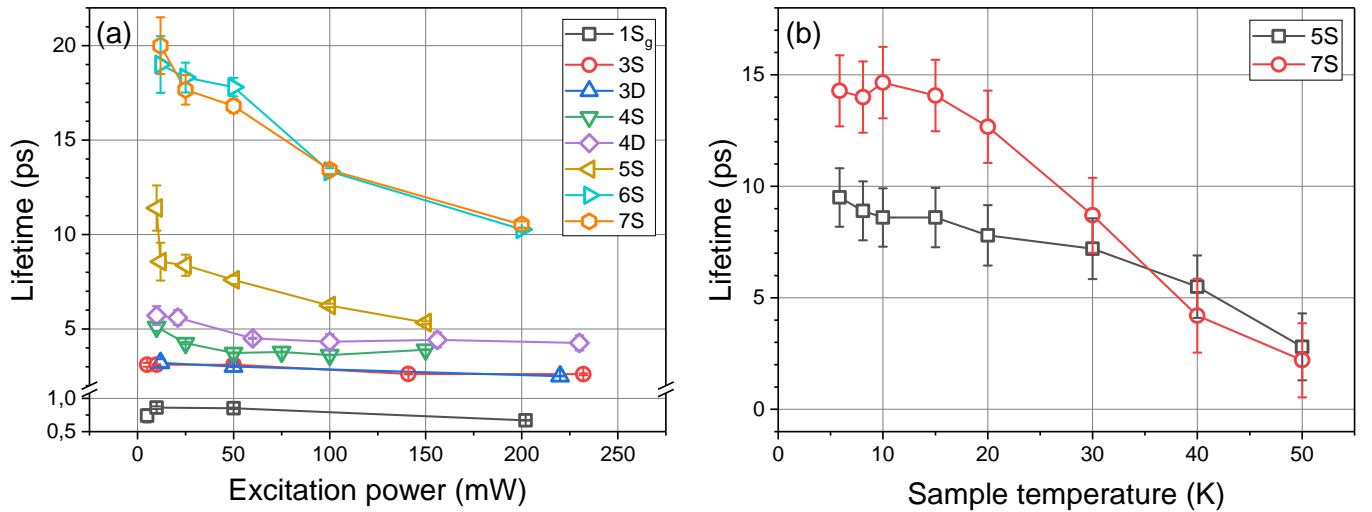 (a)
Lifetime (ps)
20
15
10
5
1,0
0,5
0
50
100
150
200
250
Excitation power (mW)
1Sg
3S
3D
4S
4D
5S
6S
7S
(b)
Lifetime (ps)
15
10
5
0
0
10
20
30
40
50
Sample temperature (K)
5S
7S